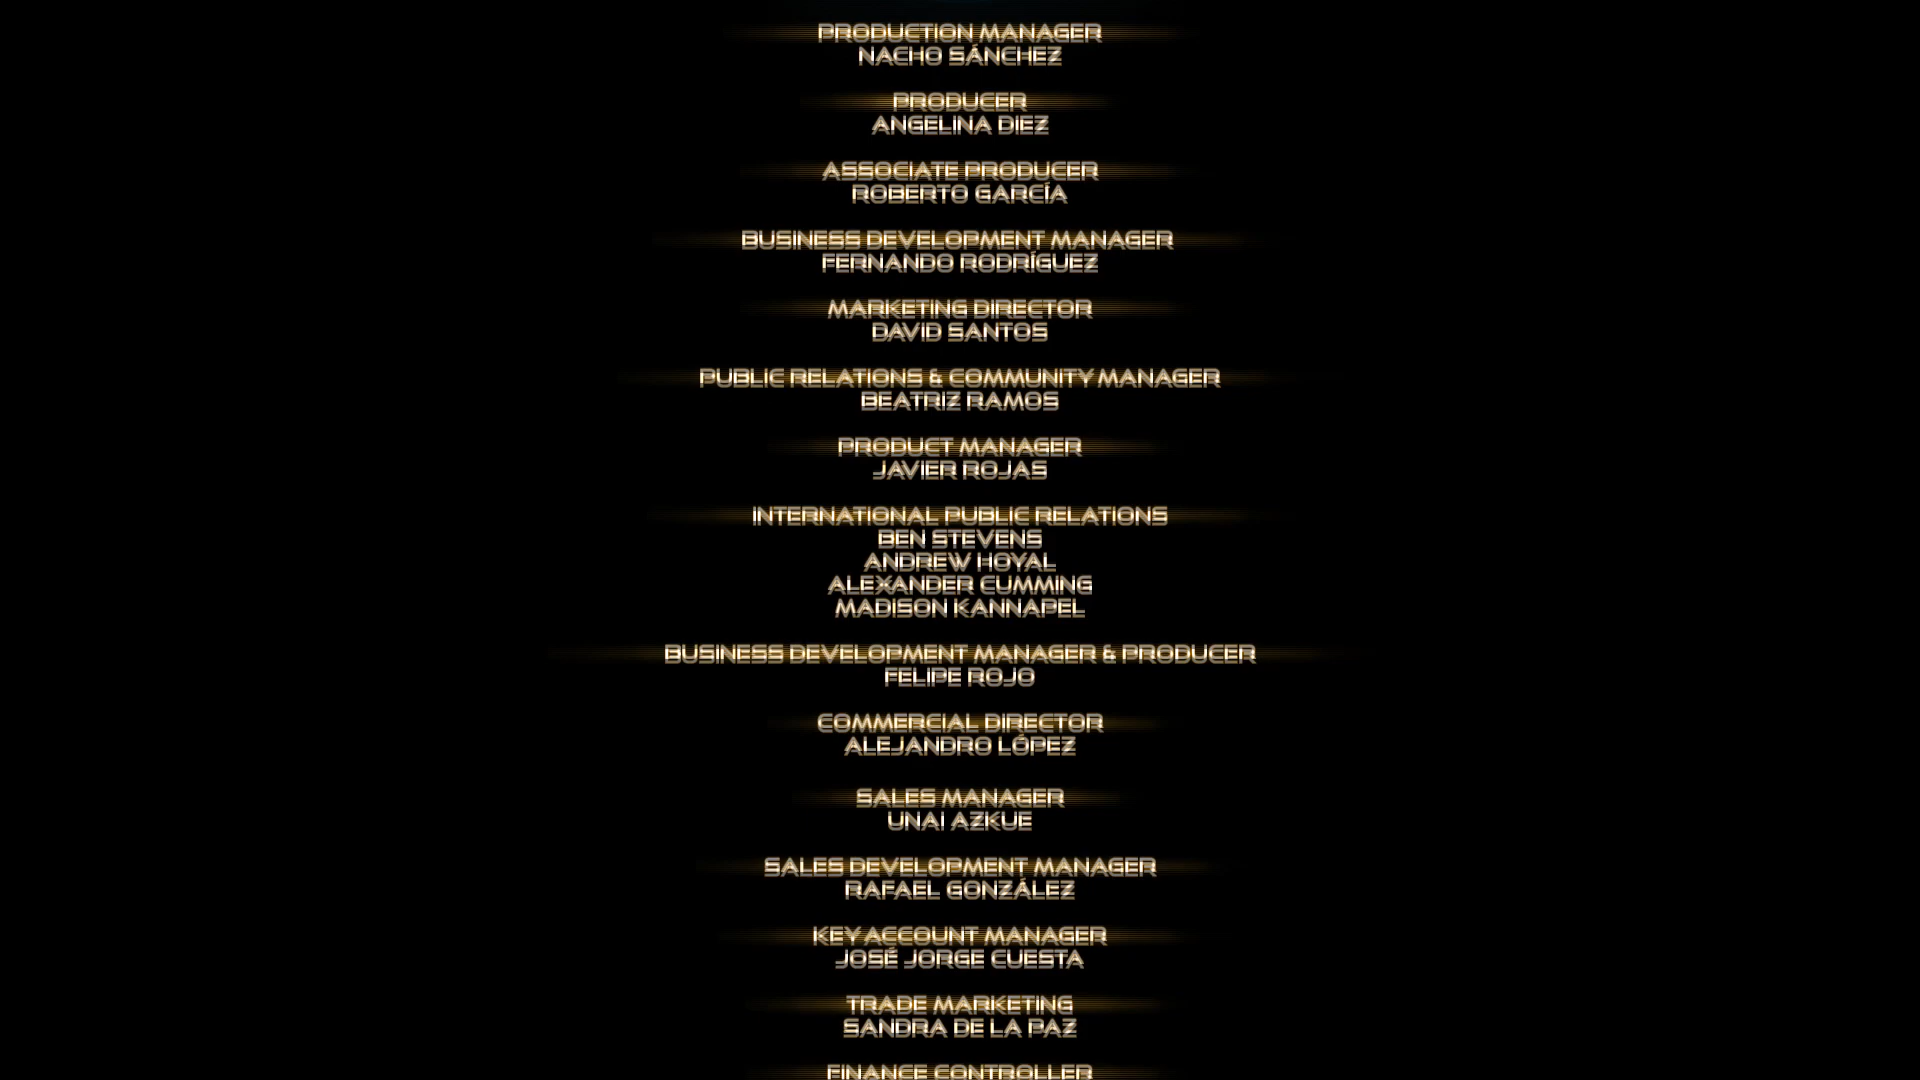 PRODUCTION MANAGER
NACHO SÁNCHEZ
PRODUCER
ANGELINA DIEZ
ASSOCIATE PRODUCER
ROBERTO GARCÍA
BUSINESS DEVELOPMENT MANAGER
FERNANDO RODRÍGUEZ
MARKETING DIRECTOR
DAVID SANTOS
PUBLIC RELATIONS & COMMUNITY MANAGER
BEATRIZ RAMOS
PRODUCT MANAGER
JAVIER ROJAS
INTERNATIONAL PUBLIC RELATIONS
BEN STEVENS
ANDREW HOYAL
ALEXANDER CUMMING
MADISON KANNAPEL
BUSINESS DEVELOPMENT MANAGER & PRODUCER
FELIPE ROJO
COMMERCIAL DIRECTOR
ALEJANDRO LÓPEZ
SALES MANAGER
UNAI AZKUE
SALES DEVELOPMENT MANAGER
RAFAEL GONZÁLEZ
KEY ACCOUNT MANAGER
JOSÉ JORGE CUESTA
TRADE MARKETING
SANDRA DE LA PAZ
FINANCE CONTROLLER